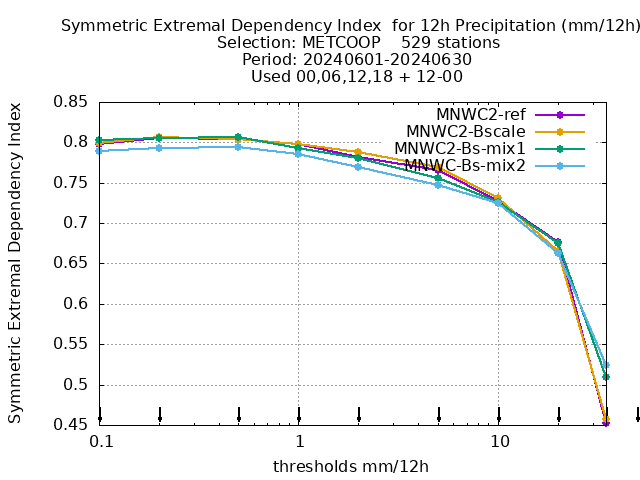 Symmetric Extremal Dependency Index  for 12h Precipitation (mm/12h)
Selection: METCOOP    529 stations
Period: 20240601-20240630
Used 00,06,12,18 + 12-00
Symmetric Extremal Dependency Index
0.85
0.8
0.75
0.7
0.65
0.6
0.55
0.5
0.45
MNWC2-ref
MNWC2-Bscale
MNWC2-Bs-mix1
MNWC-Bs-mix2
0.1
1
10
thresholds mm/12h